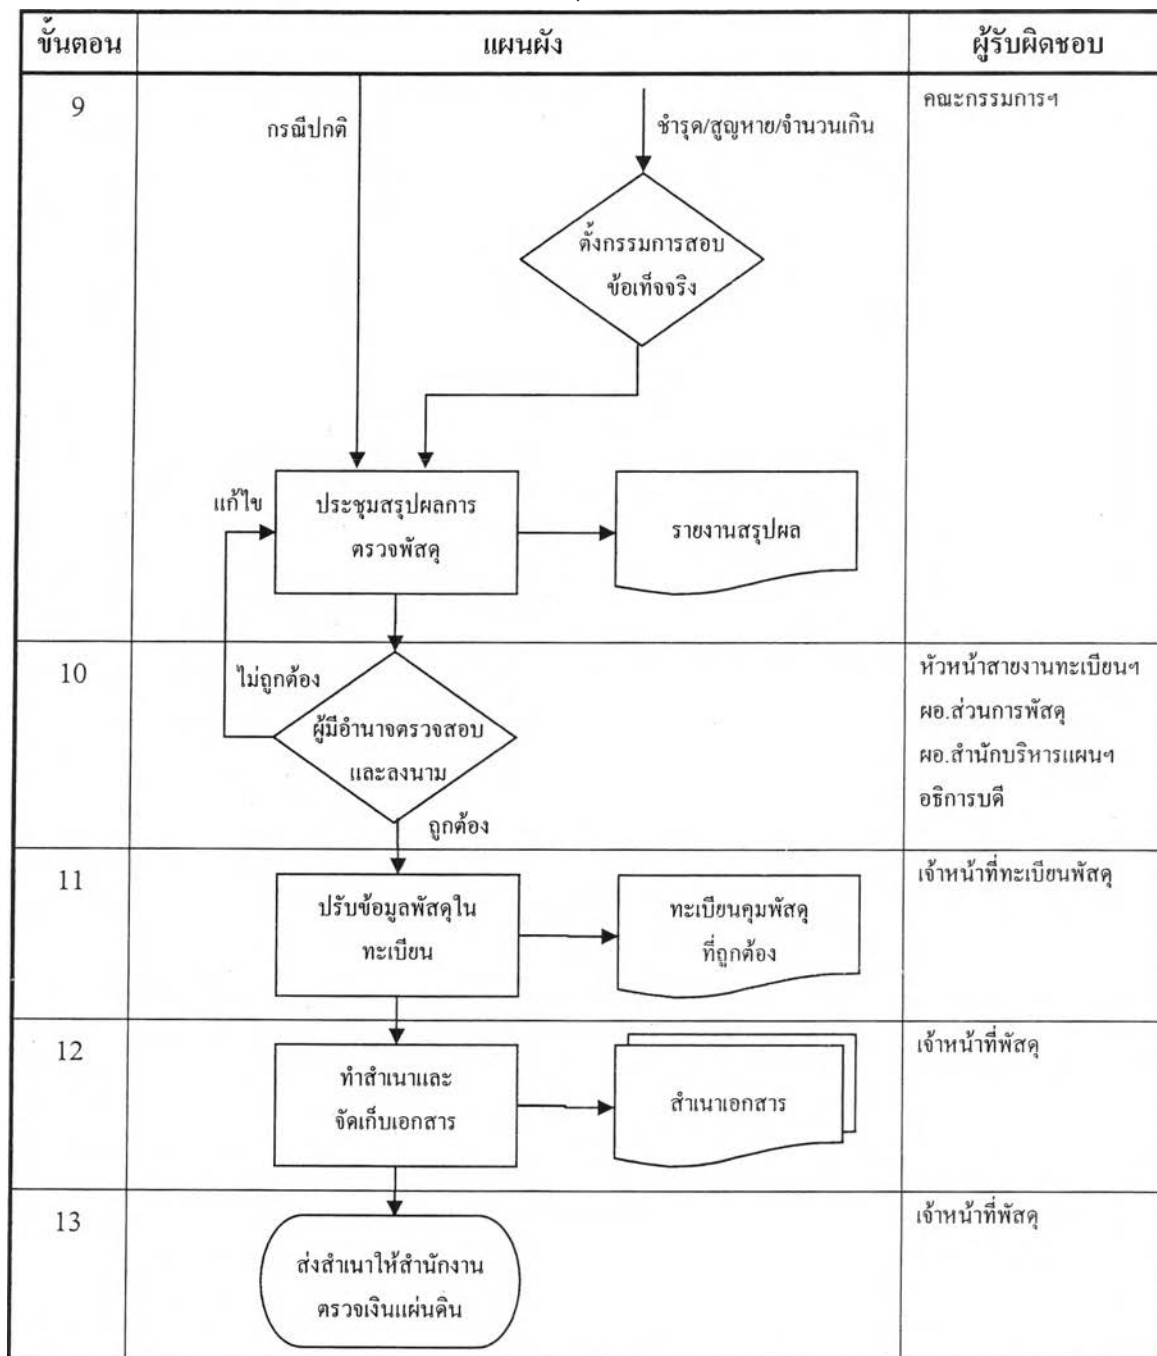 ขั้นตอน
แผนผัง
ผู้รับผิดชอบ
9
กรณีปกติ
ชำรุด/สูญหาย/จำนวนเกิน
คณะกรรมการฯ
ตั้งกรรมการสอบ
ข้อเท็จจริง
แก้ไข
ประชุมสรุปผลการ
ตรวจพัสดุ
รายงานสรุปผล
10
ไม่ถูกต้อง
ผู้มีอำนาจตรวจสอบ
และลงนาม
ถูกต้อง
หัวหน้าสายงานทะเบียนฯ
ผอ.ส่วนการพัสดุ
ผอ.สำนักบริหารแผนฯ
อธิการบดี
11
ปรับข้อมูลพัสดุใน
ทะเบียน
ทะเบียนคุมพัสดุ
ที่ถูกต้อง
เจ้าหน้าที่ทะเบียนพัสดุ
12
ทำสำเนาและ
จัดเก็บเอกสาร
สำเนาเอกสาร
เจ้าหน้าที่พัสดุ
13
ส่งสำเนาให้สำนักงาน
ตรวจเงินแผ่นดิน
เจ้าหน้าที่พัสดุ